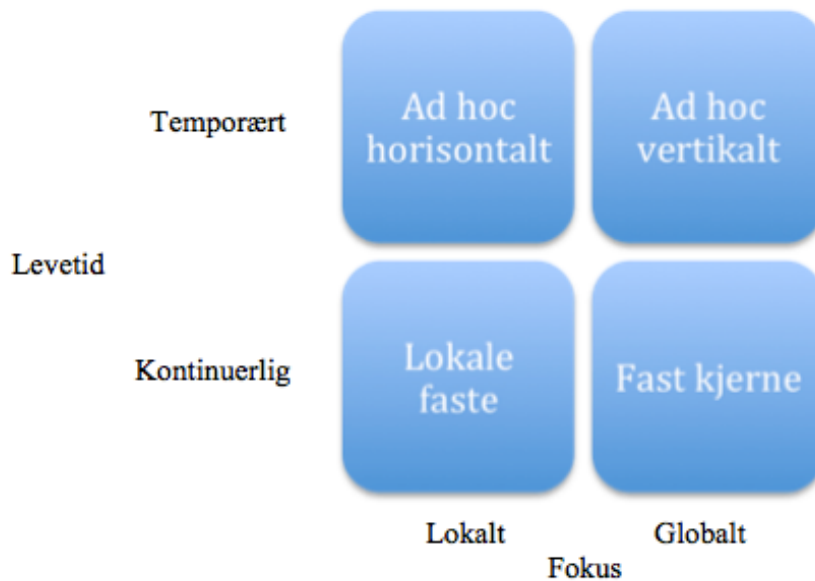 Temporært
Ad hoc
horisontalt
Ad hoc
vertikalt
Levetid
Kontinuerlig
Lokale
faste
Fast kjerne
Lokalt
Globalt
Fokus